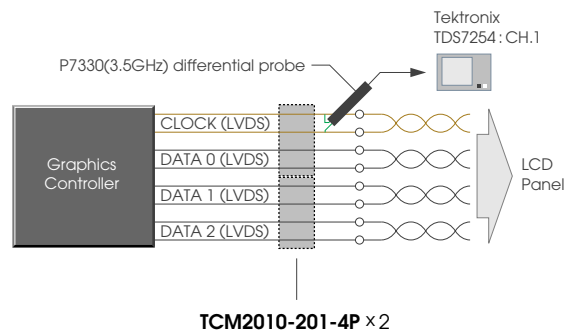 Tektronix
TDS7254 : CH.1
P7330(3.5GHz) differential probe
CLOCK (LVDS)
DATA 0 (LVDS)
Graphics
Controller
LCD
Panel
DATA 1 (LVDS)
DATA 2 (LVDS)
TCM2010-201-4P × 2